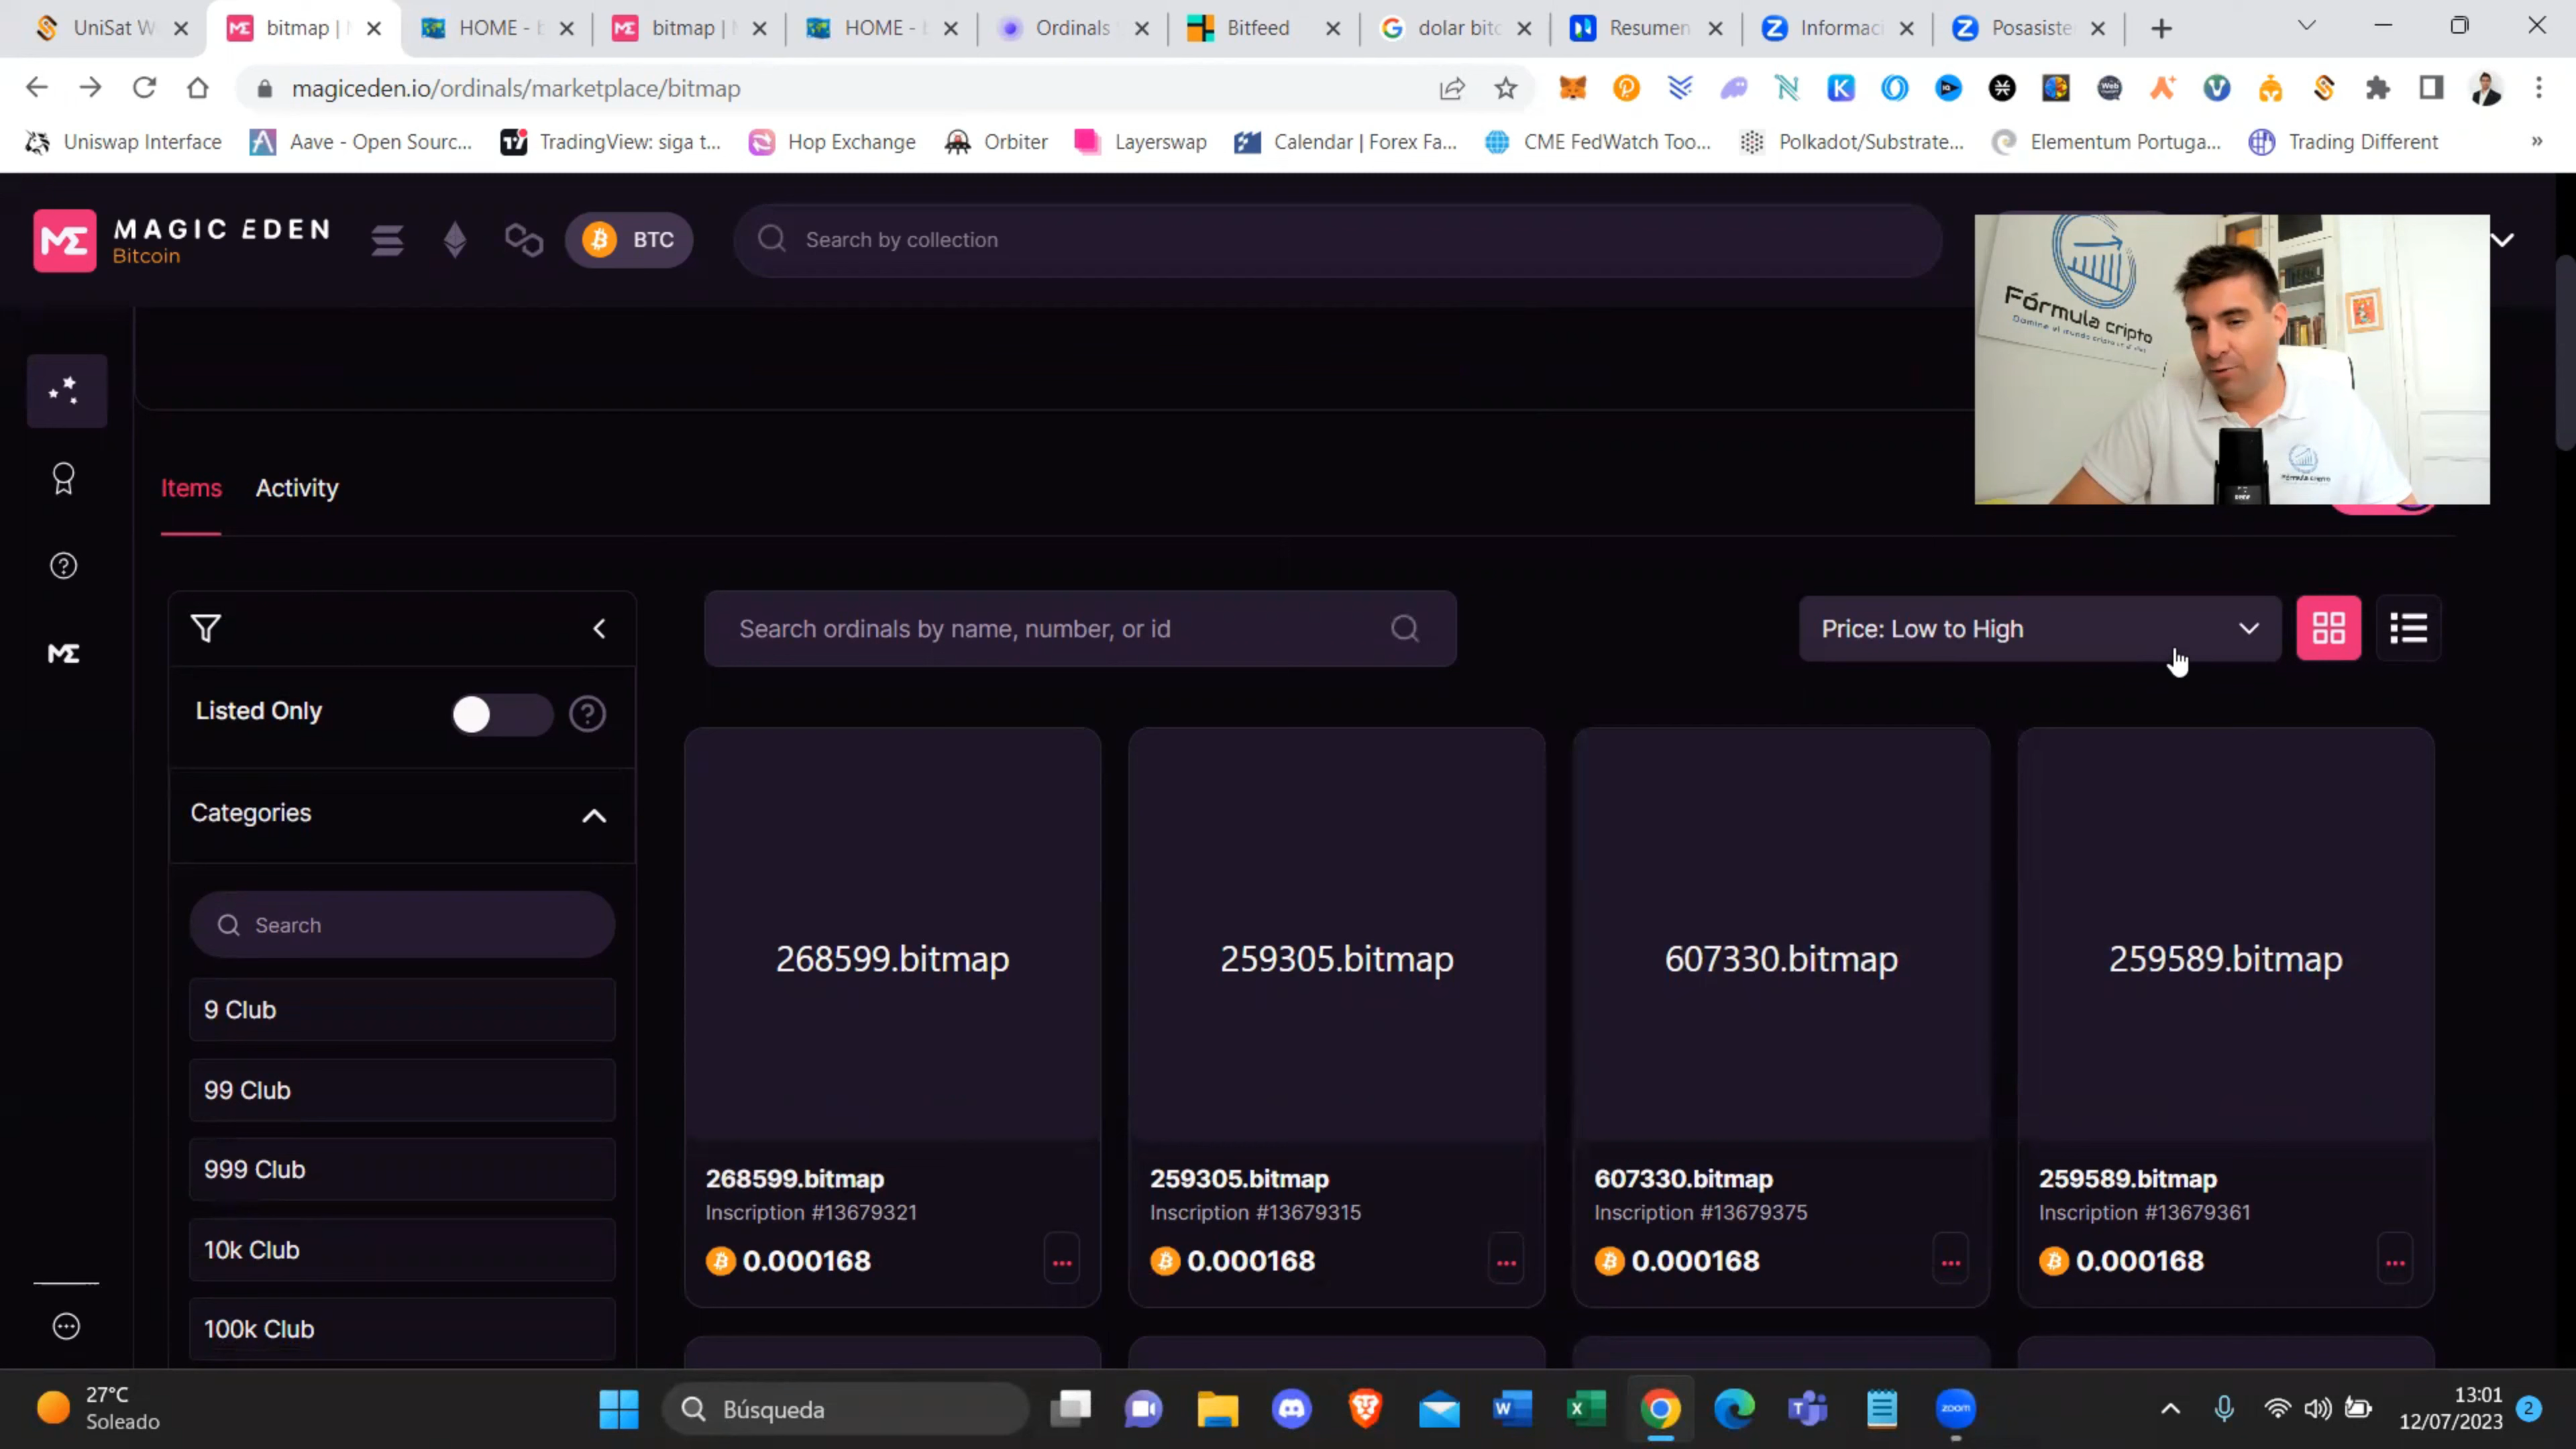 UniSat W
bitmap |
HOME - b
bitmap |
HOME -
Ordinals
Bitfeed
dolar bitc
Resumen
Informaci
Posasiste
magiceden.io/ordinals/marketplace/bitmap
Uniswap Interface
Aave - Open Sourc...
TradingView: siga t...
Hop Exchange
Orbiter
Layerswap
Calendar | Forex Fa...
CME FedWatch Too...
Polkadot/Substrate...
Elementum Portuga...
Trading Different
»
MAGIC EDEN
Bitcoin
BTC
Search by collection
Fórmula cripto
Items
Activity
Search ordinals by name, number, or id
Price: Low to High
Listed Only
Categories
Search
9 Club
99 Club
999 Club
10k Club
100k Club
268599.bitmap
259305.bitmap
607330.bitmap
259589.bitmap
268599.bitmap
Inscription #13679321
0.000168
259305.bitmap
Inscription #13679315
0.000168
607330.bitmap
Inscription #13679375
0.000168
259589.bitmap
Inscription #13679361
0.000168
27°C
Soleado
Búsqueda
zoom
13:01
12/07/2023
2